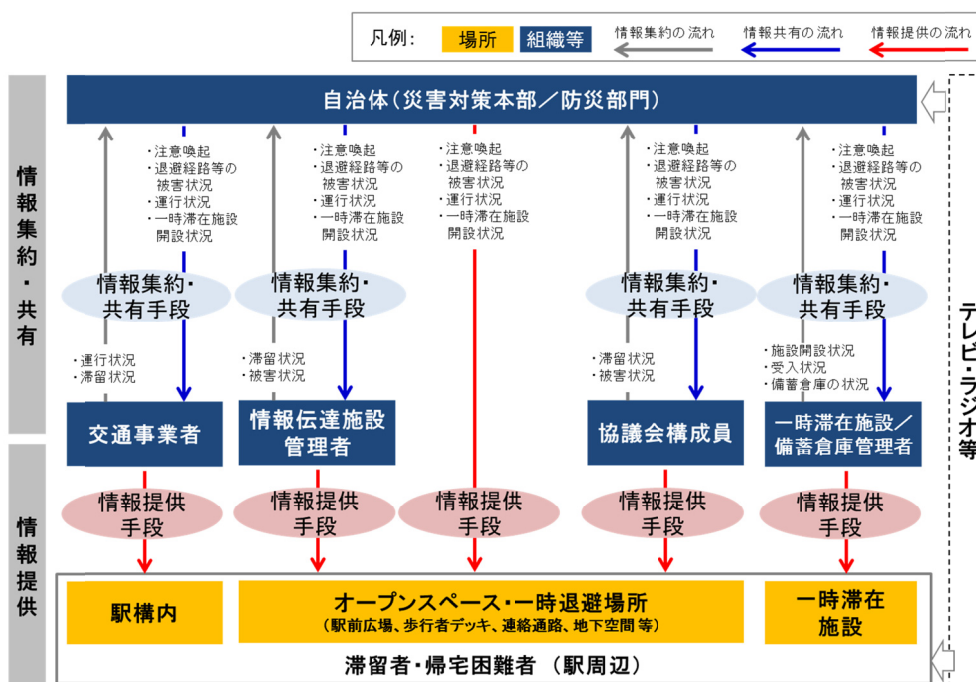 凡例:
場所
組織等
情報集約の流れ
情報共有の流れ
情報提供の流れ
自治体(災害対策本部/防災部門)
情報集約・共有
・注意喚起
・退避経路等の
被害状況
・運行状況
・一時滞在施設
開設状況
・注意喚起
・退避経路等の
被害状況
・運行状況
・一時滞在施設
開設状況
・注意喚起
・退避経路等の
被害状況
・運行状況
・一時滞在施設
開設状況
・注意喚起
・退避経路等の
被害状況
・運行状況
・一時滞在施設
開設状況
・注意喚起
・退避経路等の
被害状況
・運行状況
・一時滞在施設
開設状況
情報集約・
共有手段
情報集約・
共有手段
情報集約・
共有手段
情報集約・
共有手段
・運行状況
・滞留状況
・滞留状況
・被害状況
・滞留状況
・被害状況
・施設開設状況
・受入状況
・備蓄倉庫の状況
交通事業者
情報伝達施設
管理者
協議会構成員
一時滞在施設/
備蓄倉庫管理者
テレビ・ラジオ等
情報提供
情報提供
手段
情報提供
手段
情報提供
手段
情報提供
手段
情報提供
手段
駅構内
オープンスペース・一時退避場所
(駅前広場、歩行者デッキ、連絡通路、地下空間 等)
一時滞在
施設
滞留者・帰宅困難者 (駅周辺)